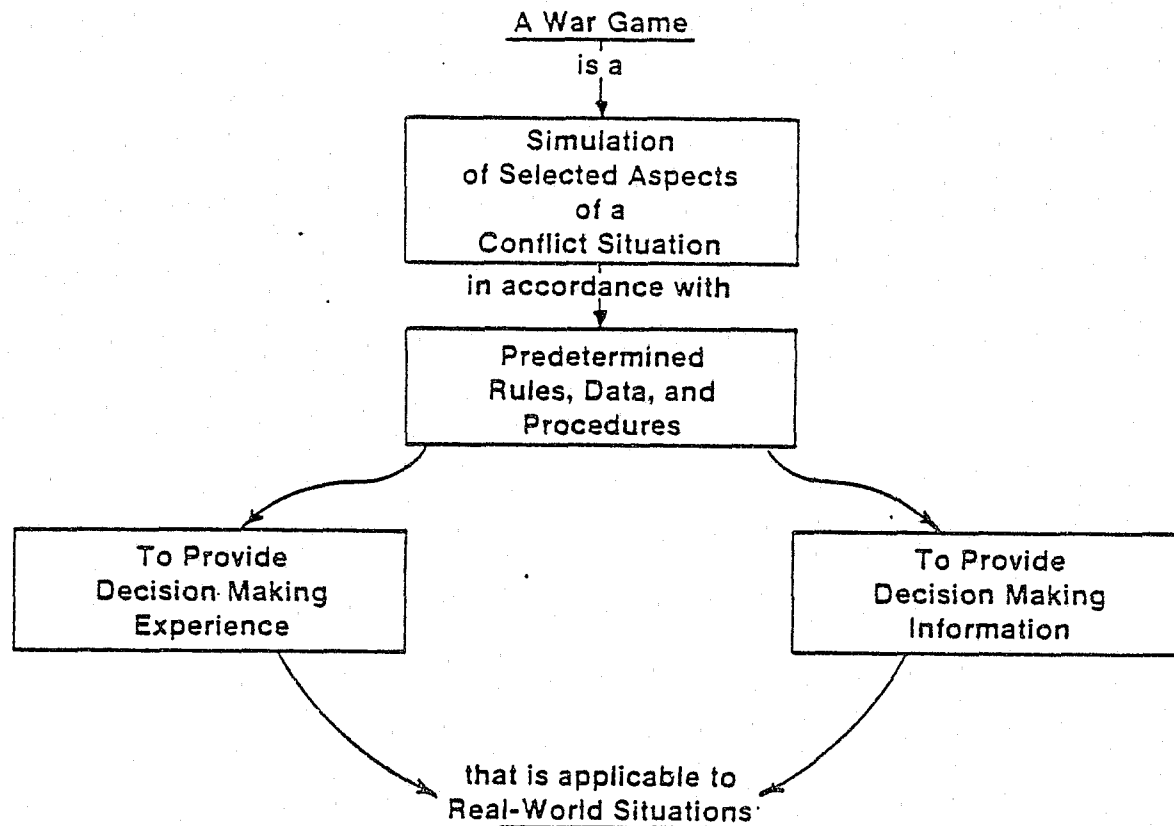 A War Game
is a
Simulation
of Selected Aspects
of a
Conflict Situation
in accordance with
Predetermined
Rules, Data, and
Procedures
To Provide
Decision Making
Experience
To Provide
Decision Making
Information
that is applicable to
Real-World Situations